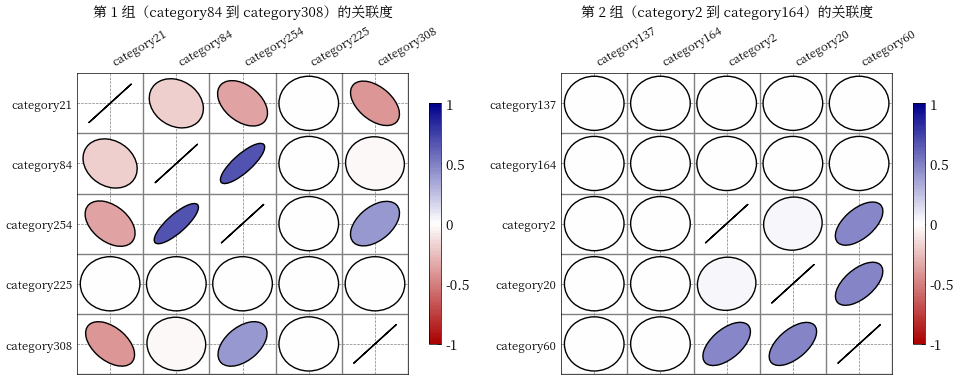 第 1 组（category84 到 category308）的关联度
category21
category84
category254
category225
category308
category21
category84
category254
category225
category308
1
0.5
0
-0.5
-1
第 2 组（category2 到 category164）的关联度
category137
category164
category2
category20
category60
category137
category164
category2
category20
category60
1
0.5
0
-0.5
-1